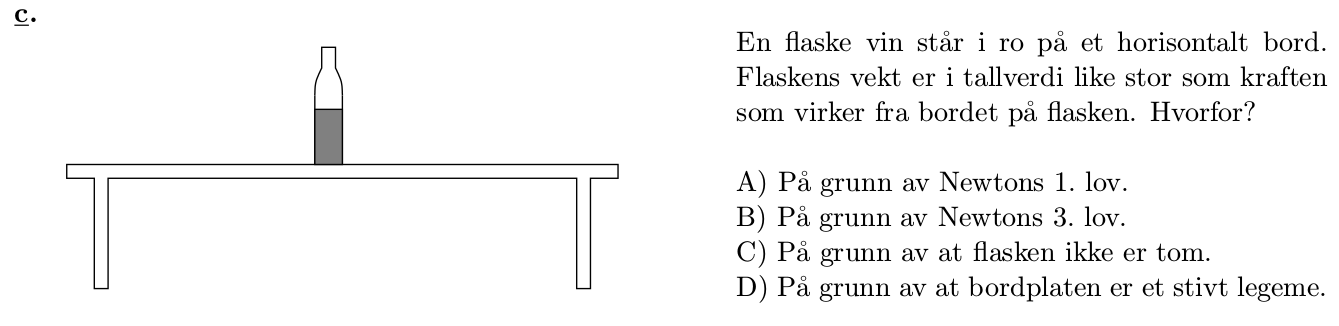 c.
En flaske vin står i ro på et horisontalt bord.
Flaskens vekt er i tallverdi like stor som kraften
som virker fra bordet på flasken. Hvorfor?
A) På grunn av Newtons 1. lov.
B) På grunn av Newtons 3. lov.
C) På grunn av at flasken ikke er tom.
D) På grunn av at bordplaten er et stivt legeme.